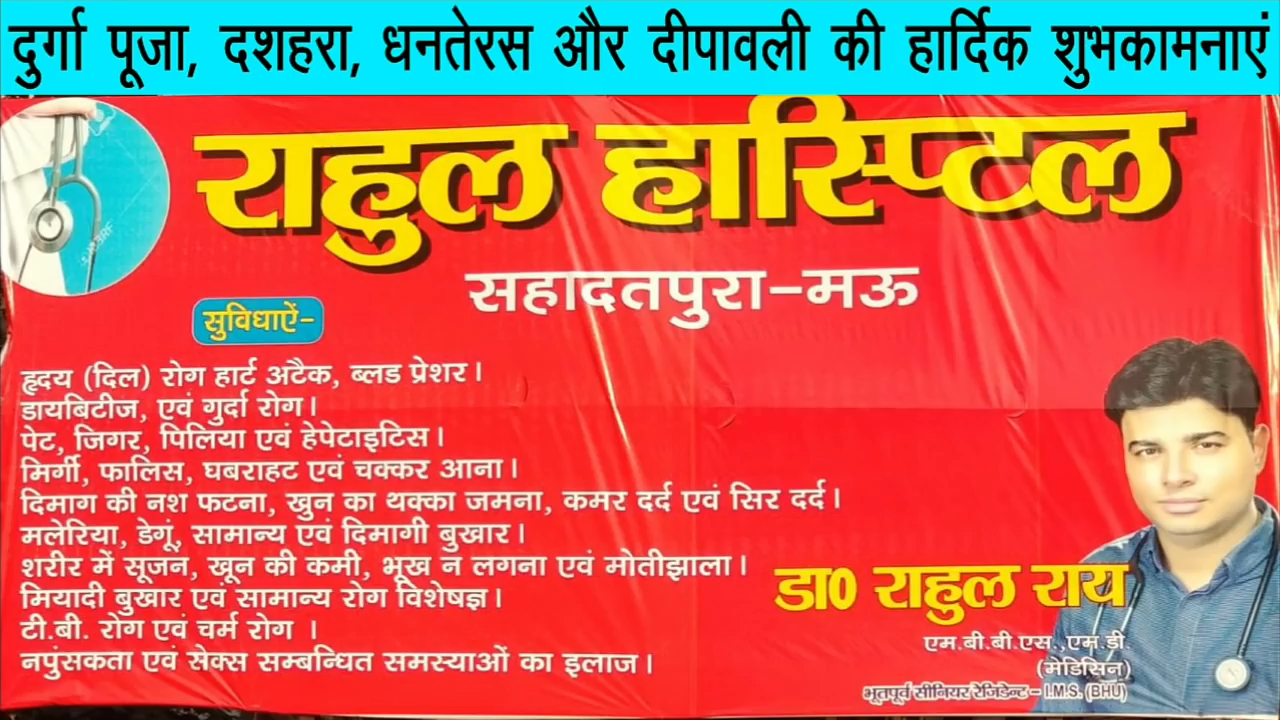 दुर्गा पूजा, दशहरा, धनतेरस और दीपावली की हार्दिक शुभकामनाएं
राहुल हास्पिटल
सहादतपुरा-मऊ
सुविधाऐं-
हृदय (दिल) रोग हार्ट अटैक, ब्लड प्रेशर।
डायबिटीज, एवं गुर्दा रोग।
पेट, जिगर, पिलिया एवं हेपेटाइटिस।
मिर्गी, फालिस, घबराहट एवं चक्कर आना।
दिमाग की नश फटना, खुन का थक्का जमना, कमर दर्द एवं सिर दर्द।
मलेरिया, डेगूं, सामान्य एवं दिमागी बुखार।
शरीर में सूजन, खून की कमी, भूख न लगना एवं मोतीझाला।
मियादी बुखार एवं सामान्य रोग विशेषज्ञ।
टी.बी. रोग एवं चर्म रोग ।
नपुंसकता एवं सेक्स सम्बन्धित समस्याओं का इलाज।
डा0 राहुल राय
एम.बी.बी.एस.,एम.डी.
(मेडिसिन)
भूतपूर्व सीनियर रेजिडेन्ट - I.M.S. (BHU)